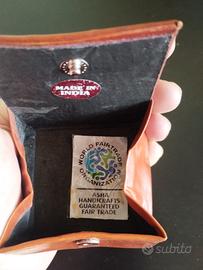 MADE IN
INDIA
WORLD FAIR TRADE
ORGANIZATION
ASHA
HANDICRAFTS
GUARANTEED
FAIR TRADE
subito